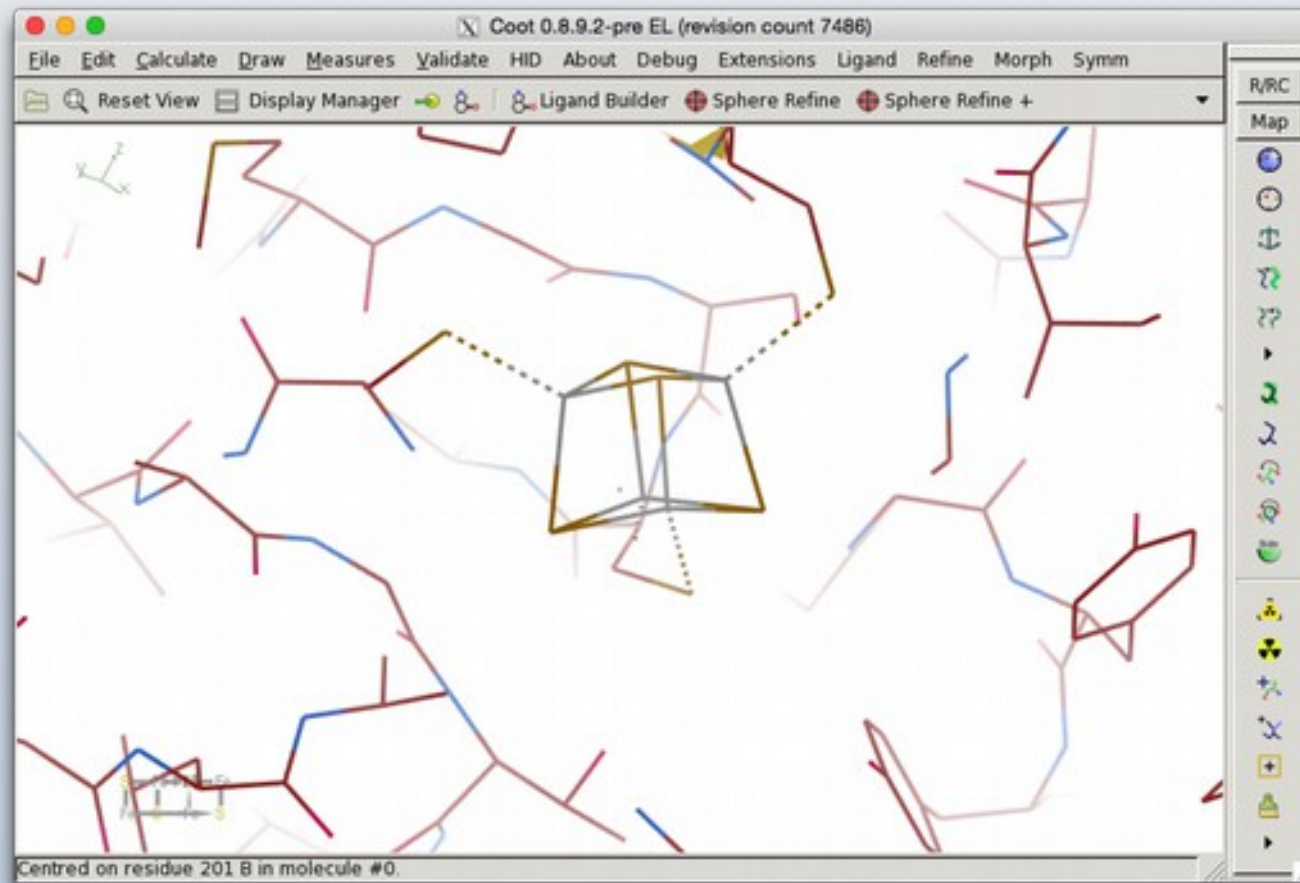 Coot 0.8.9.2-pre EL (revision count 7486)
File Edit Calculate Draw Measures Validate HID About Debug Extensions Ligand Refine Morph Symm
Reset View Display Manager Ligand Builder Sphere Refine Sphere Refine +
R/RC
Map
Z
Y
X
Centred on residue 201 B in molecule #0.